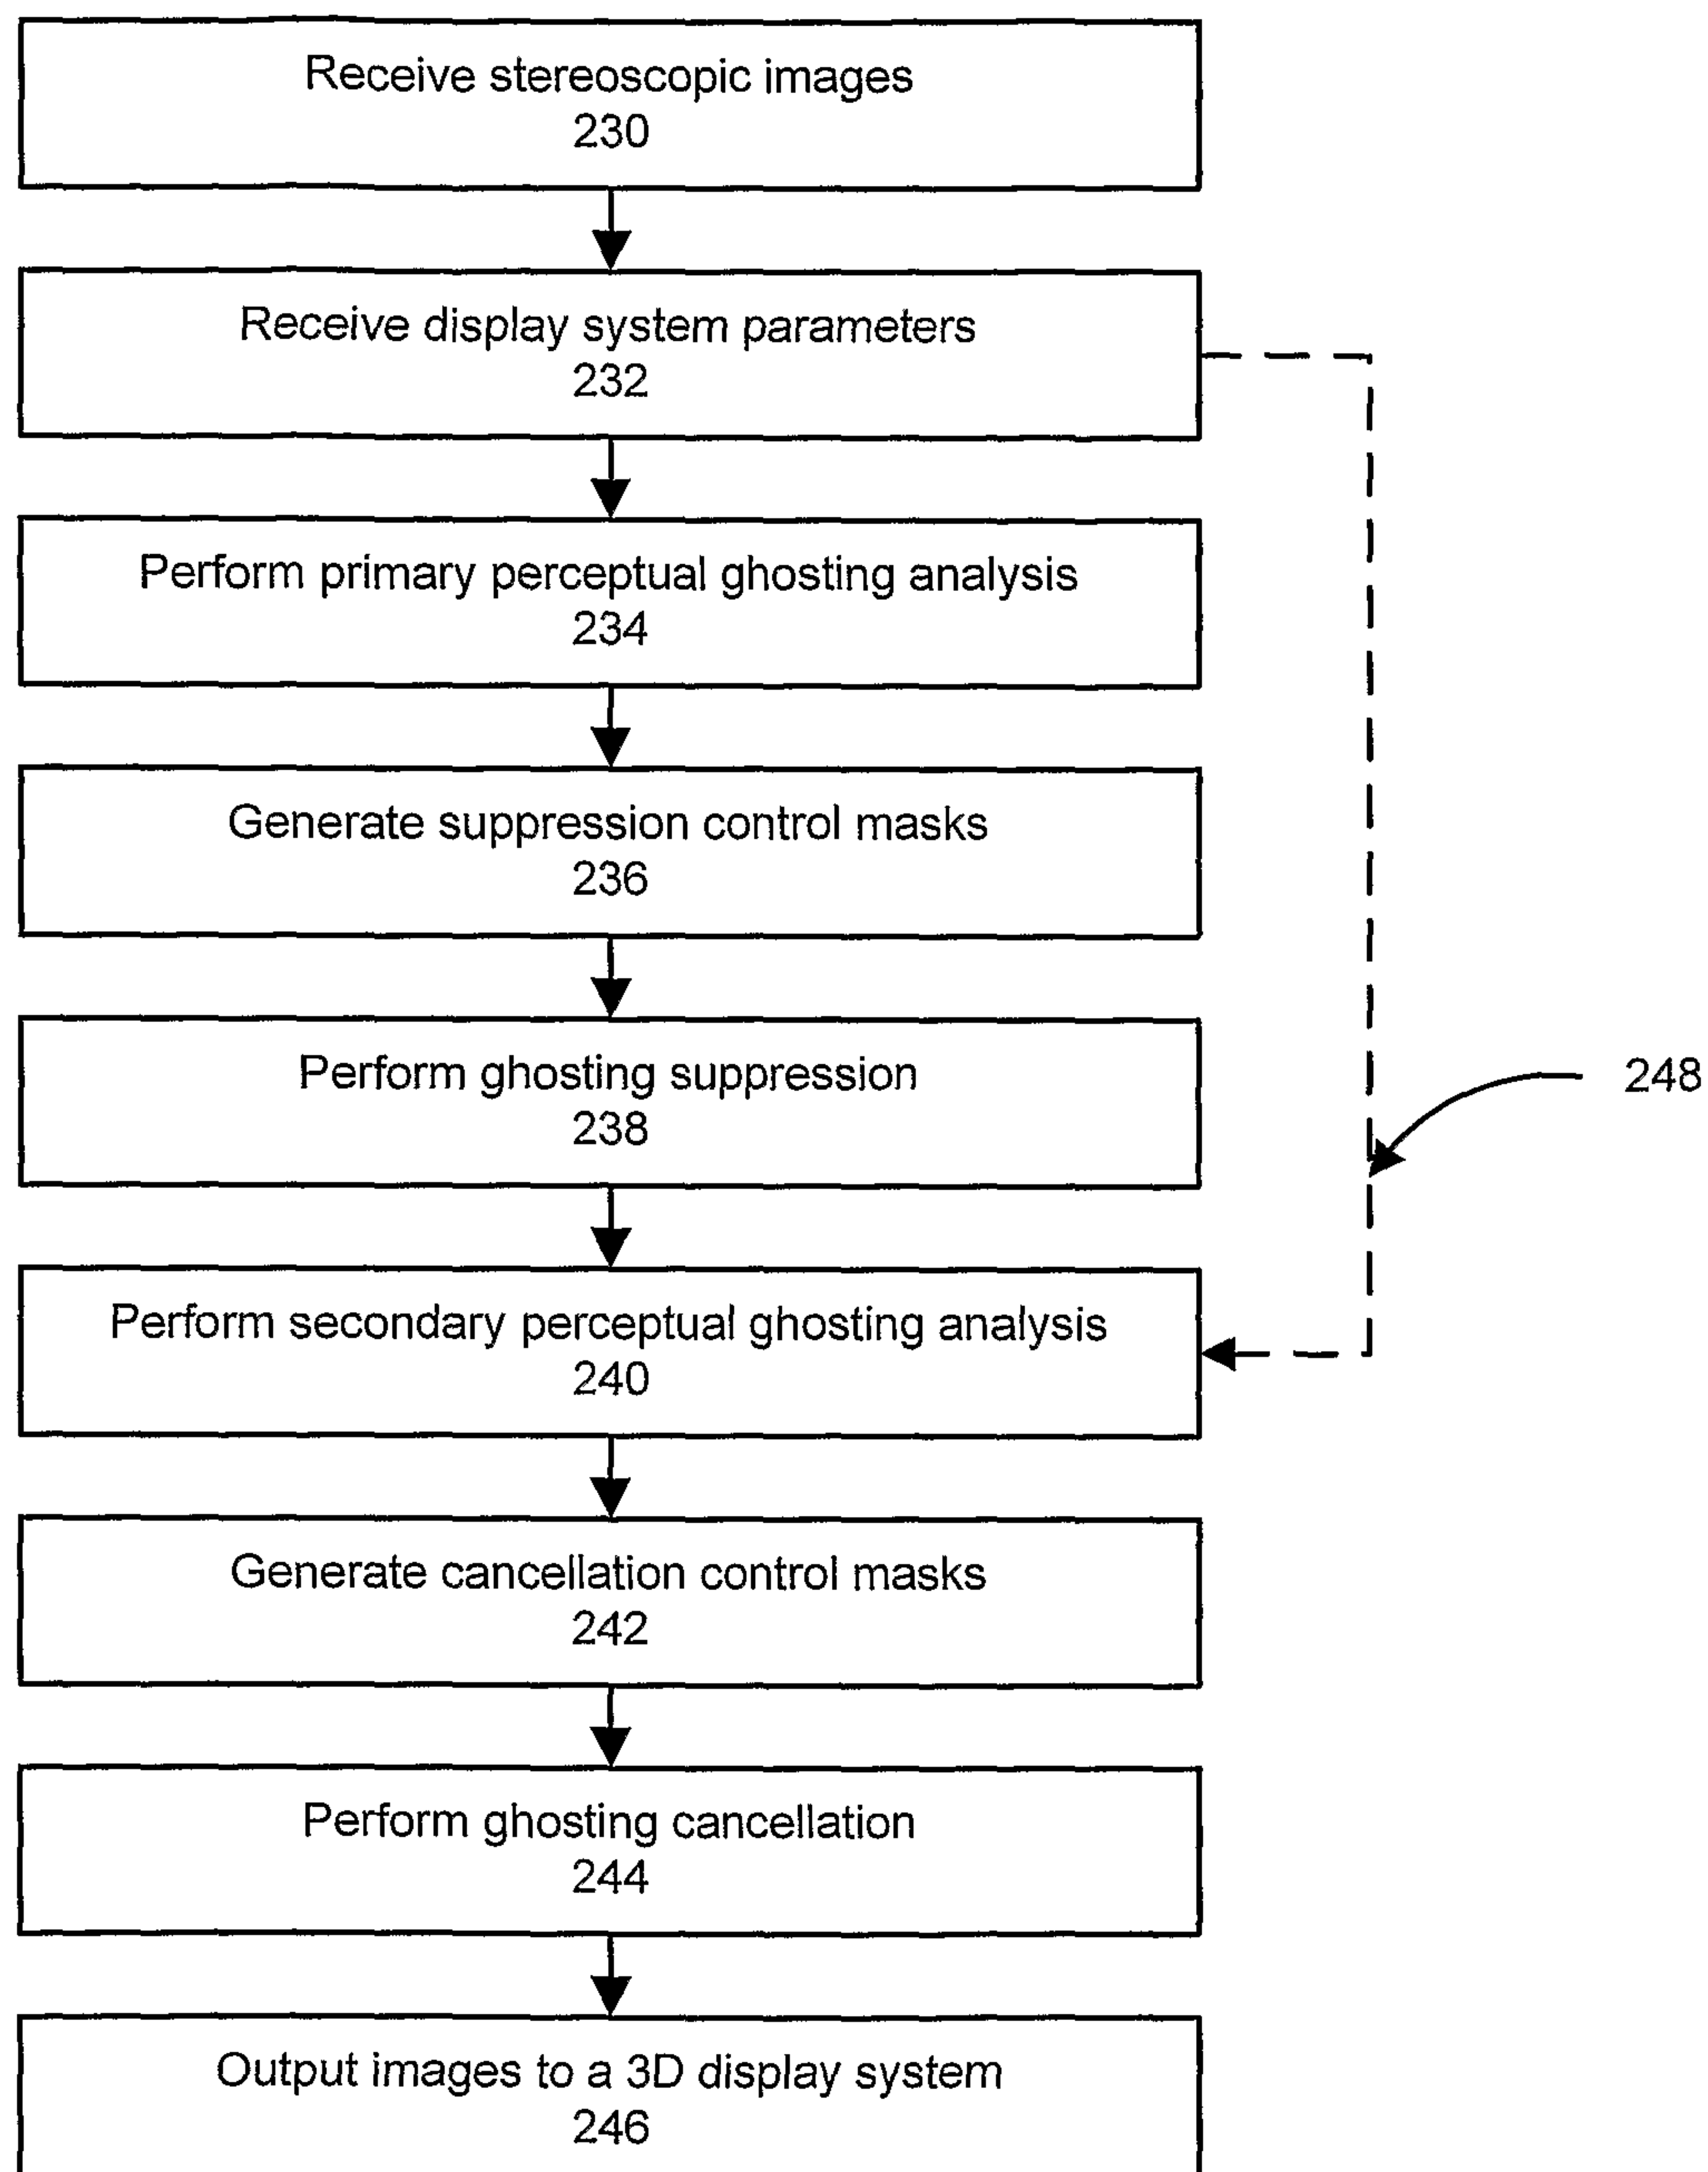 Receive stereoscopic images
230
Receive display system parameters
232
Perform primary perceptual ghosting analysis
234
Generate suppression control masks
236
Perform ghosting suppression
238
248
Perform secondary perceptual ghosting analysis
240
Generate cancellation control masks
242
Perform ghosting cancellation
244
Output images to a 3D display system
246